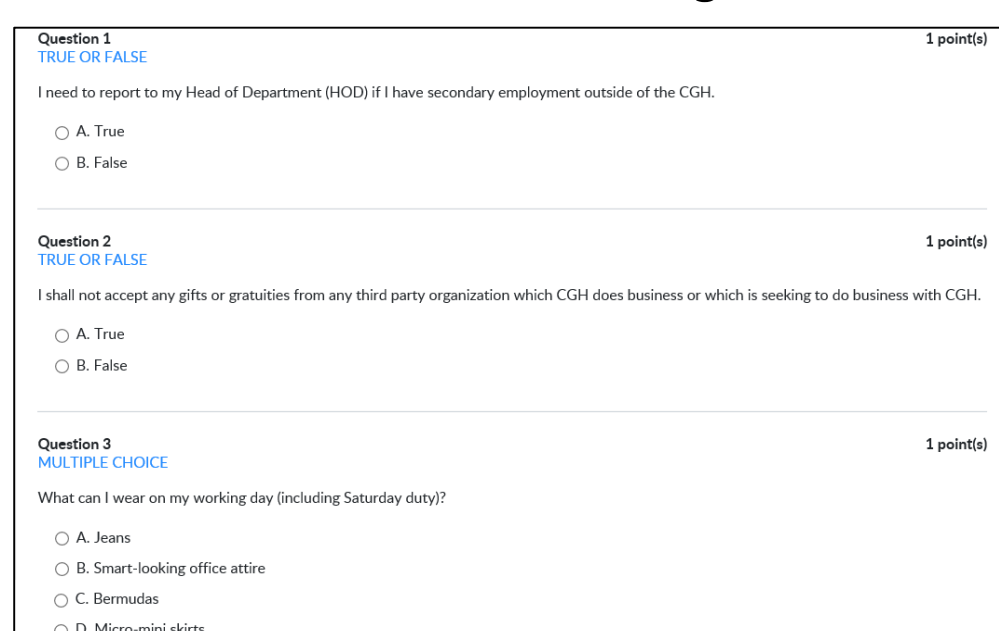 Question 1 1 point(s)
TRUE OR FALSE
I need to report to my Head of Department (HOD) if I have secondary employment outside of the CGH.
A. True
B. False
Question 2 1 point(s)
TRUE OR FALSE
I shall not accept any gifts or gratuities from any third party organization which CGH does business or which is seeking to do business with CGH.
A. True
B. False
Question 3 1 point(s)
MULTIPLE CHOICE
What can I wear on my working day (including Saturday duty)?
A. Jeans
B. Smart-looking office attire
C. Bermudas
D. Micro-mini skirts